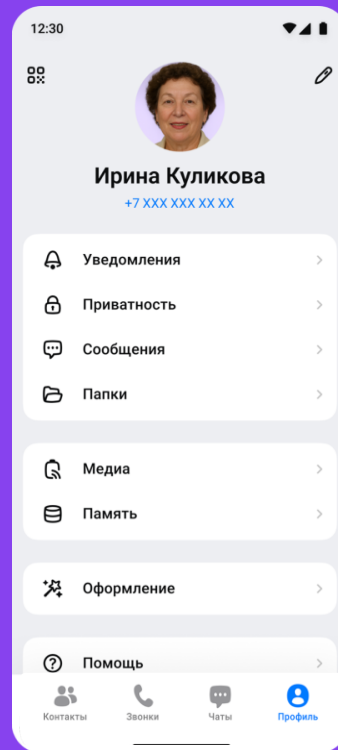 12:30
Ирина Куликова
+7 XXX XXX XX XX
Уведомления
Приватность
Сообщения
Папки
Медиа
Память
Оформление
Помощь
Контакты
Звонки
Чаты
Профиль